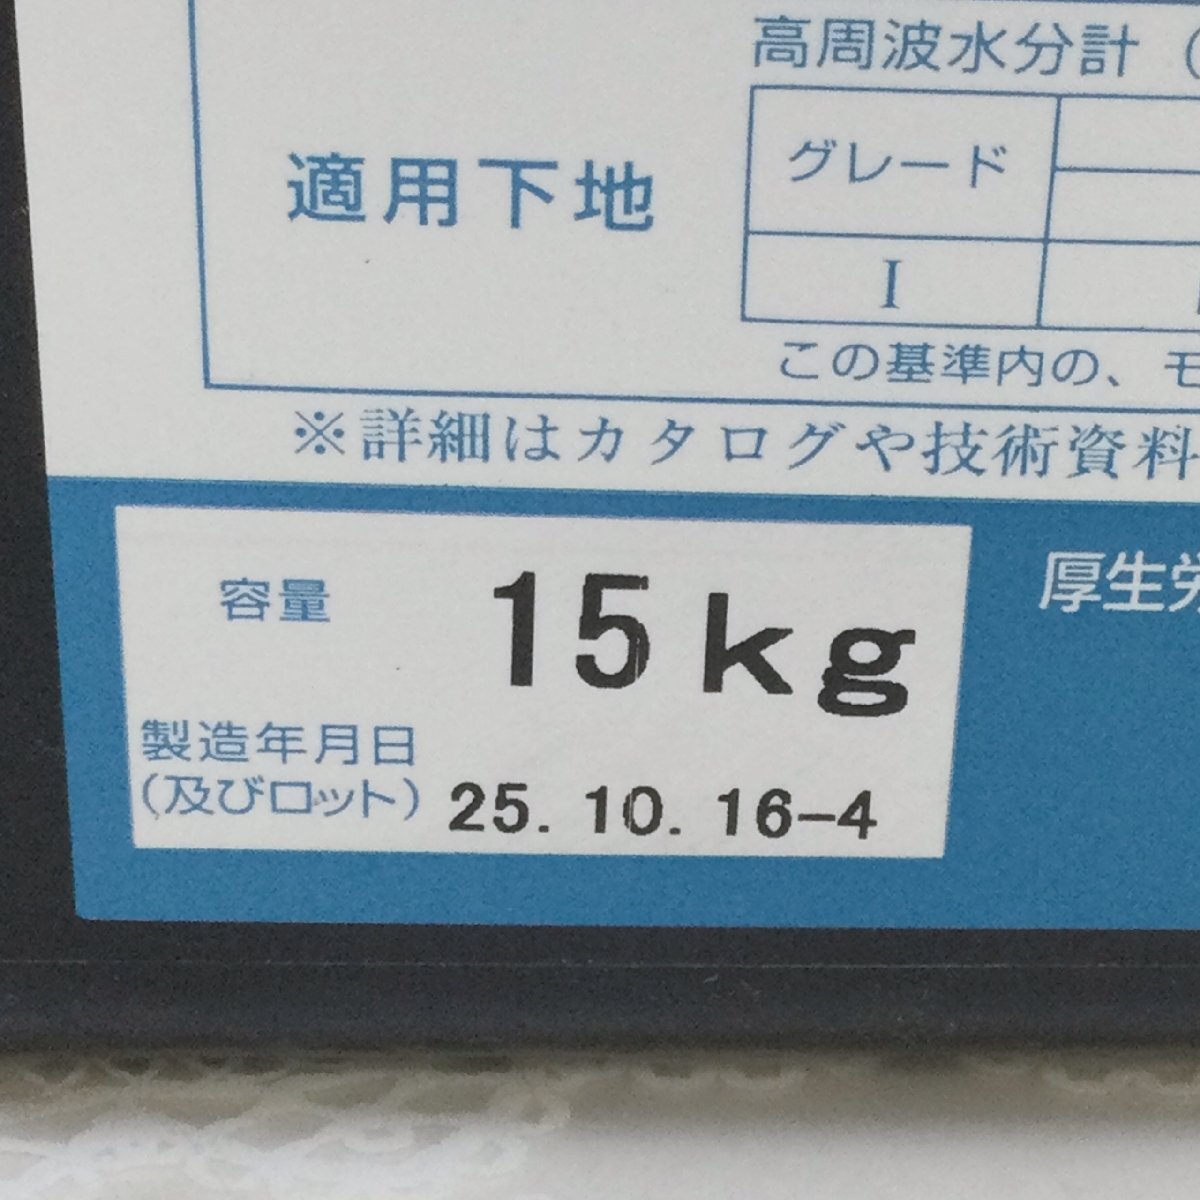 高周波水分計（
適用下地
グレード
I
この基準内の、モ
※詳細はカタログや技術資料
容量 15kg
厚生労
製造年月日
(及びロット) 25.10.16-4